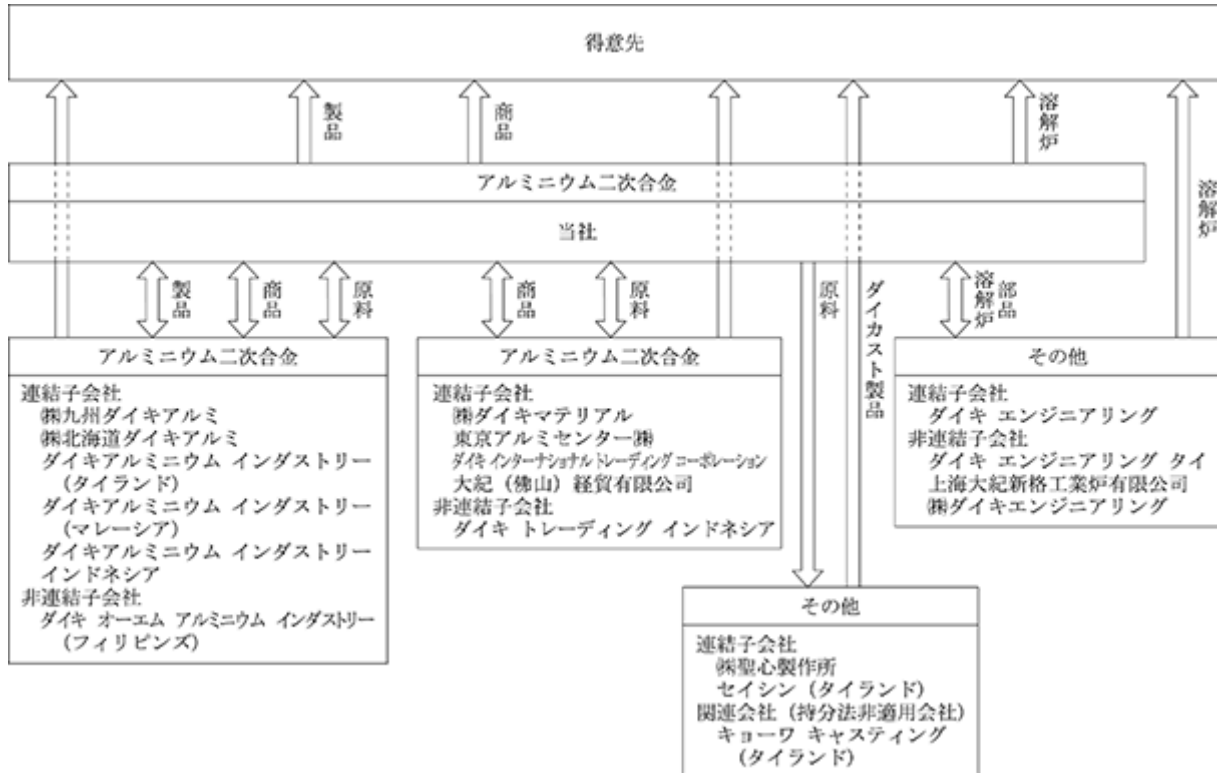 得意先
製品
商品
溶解炉
溶解炉
アルミニウム二次合金
当社
製品
商品
原料
商品
原料
原料
ダイカスト製品
溶解炉
部品
アルミニウム二次合金
連結子会社
㈱九州ダイキアルミ
㈱北海道ダイキアルミ
ダイキアルミニウム インダストリー
(タイランド)
ダイキアルミニウム インダストリー
(マレーシア)
ダイキアルミニウム インダストリー
インドネシア
非連結子会社
ダイキ オーエム アルミニウム インダストリー
(フィリピンズ)
アルミニウム二次合金
連結子会社
㈱ダイキマテリアル
東京アルミセンター㈱
ダイキ インターナショナル トレーディング コーポレーション
大紀（佛山）経貿有限公司
非連結子会社
ダイキ トレーディング インドネシア
その他
連結子会社
ダイキ エンジニアリング
非連結子会社
ダイキ エンジニアリング タイ
上海大紀新格工業炉有限公司
㈱ダイキエンジニアリング
その他
連結子会社
㈱聖心製作所
セイシン（タイランド）
関連会社（持分法非適用会社）
キョーワ キャスティング
(タイランド)